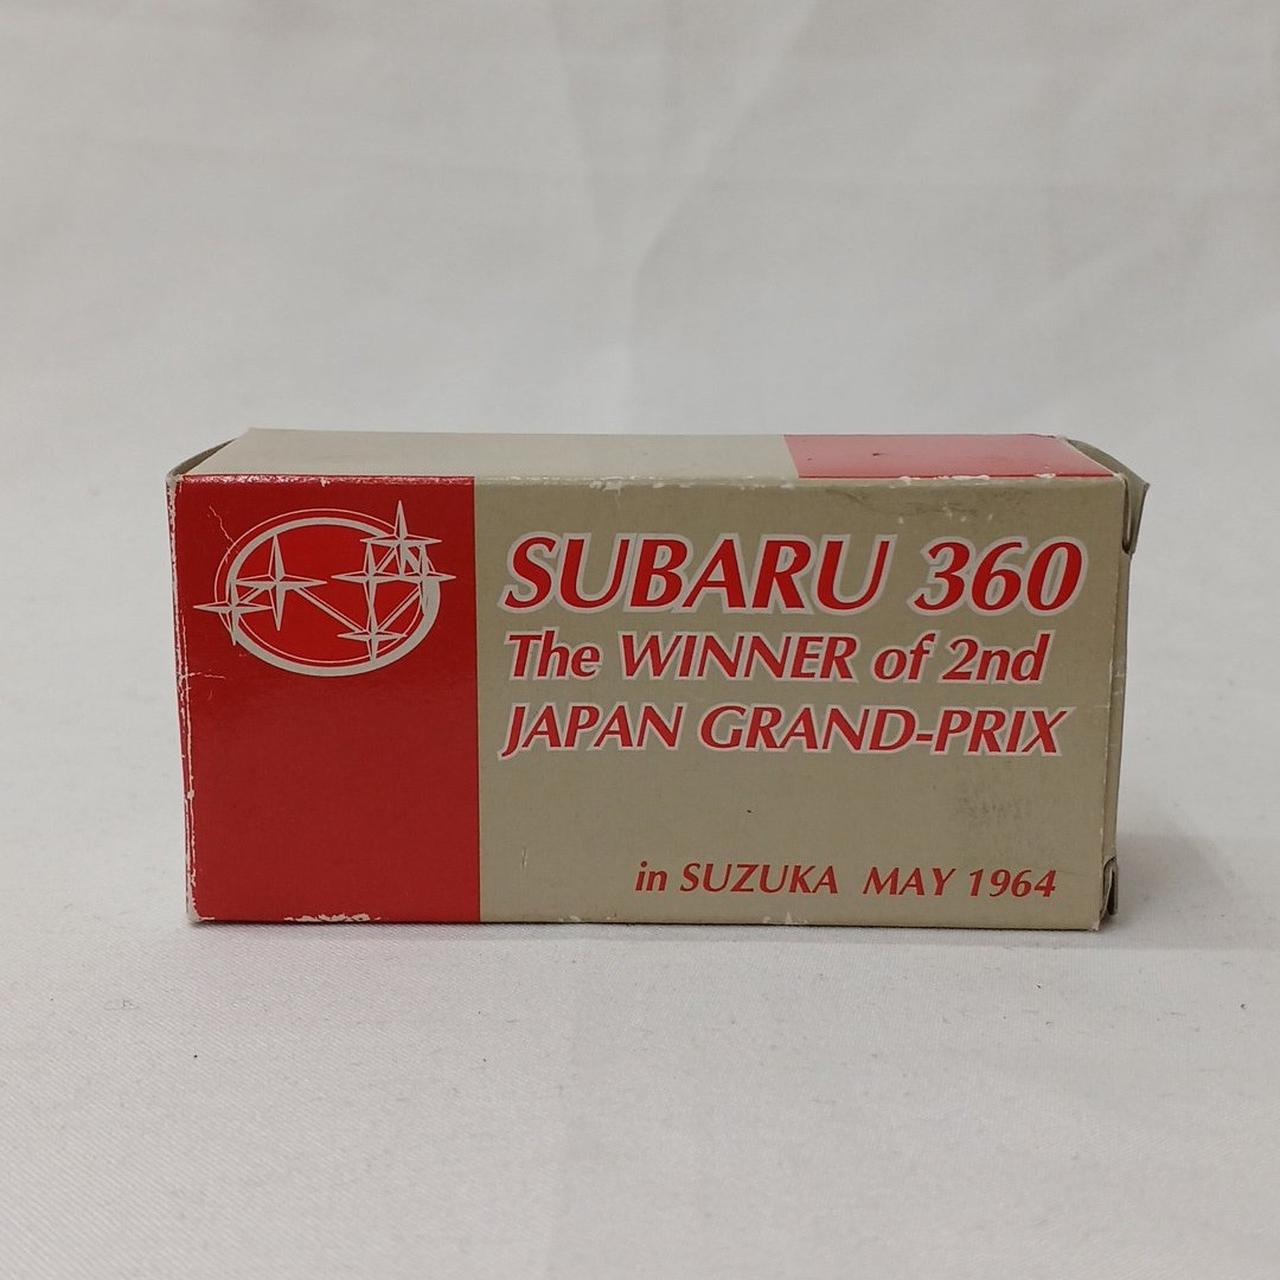 SUBARU 360
The WINNER of 2nd
JAPAN GRAND-PRIX
in SUZUKA MAY 1964